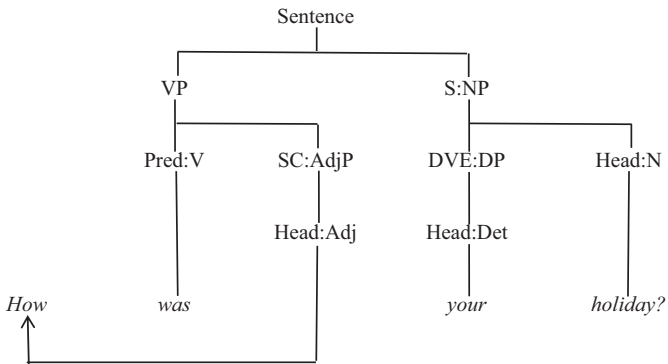 Sentence
VP S:NP
Pred:V SC:AdjP DVE:DP Head:N
Head:Adj Head:Det
How was your holiday?